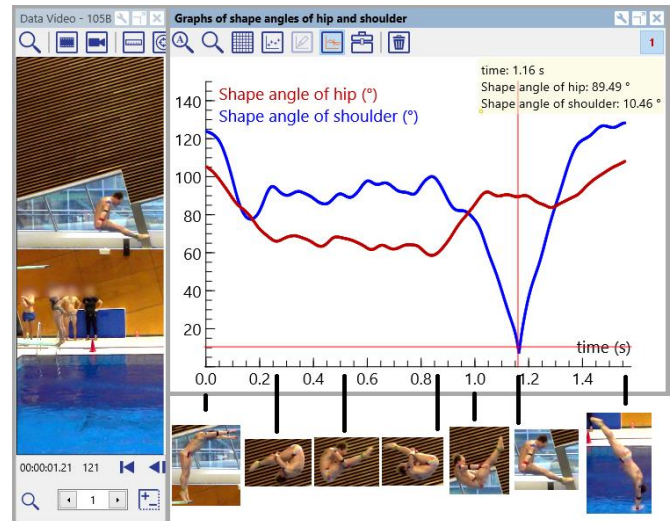 Data Video - 105B
Graphs of shape angles of hip and shoulder
1
time: 1.16 s
Shape angle of hip: 89.49 °
Shape angle of shoulder: 10.46 °
Shape angle of hip (°)
Shape angle of shoulder (°)
140
120
100
80
60
40
20
time (s)
0.0 0.2 0.4 0.6 0.8 1.0 1.2 1.4
00:00:01.21 121
1